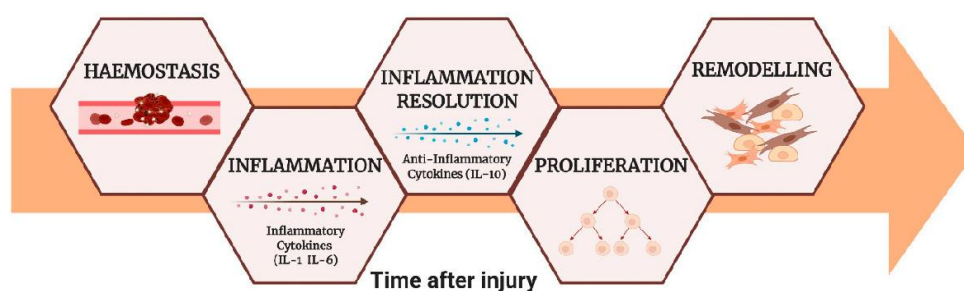 HAEMOSTASIS
INFLAMMATION
Inflammatory
Cytokines
(IL-1 IL-6)
INFLAMMATION
RESOLUTION
Anti-Inflammatory
Cytokines (IL-10)
PROLIFERATION
REMODELLING
Time after injury